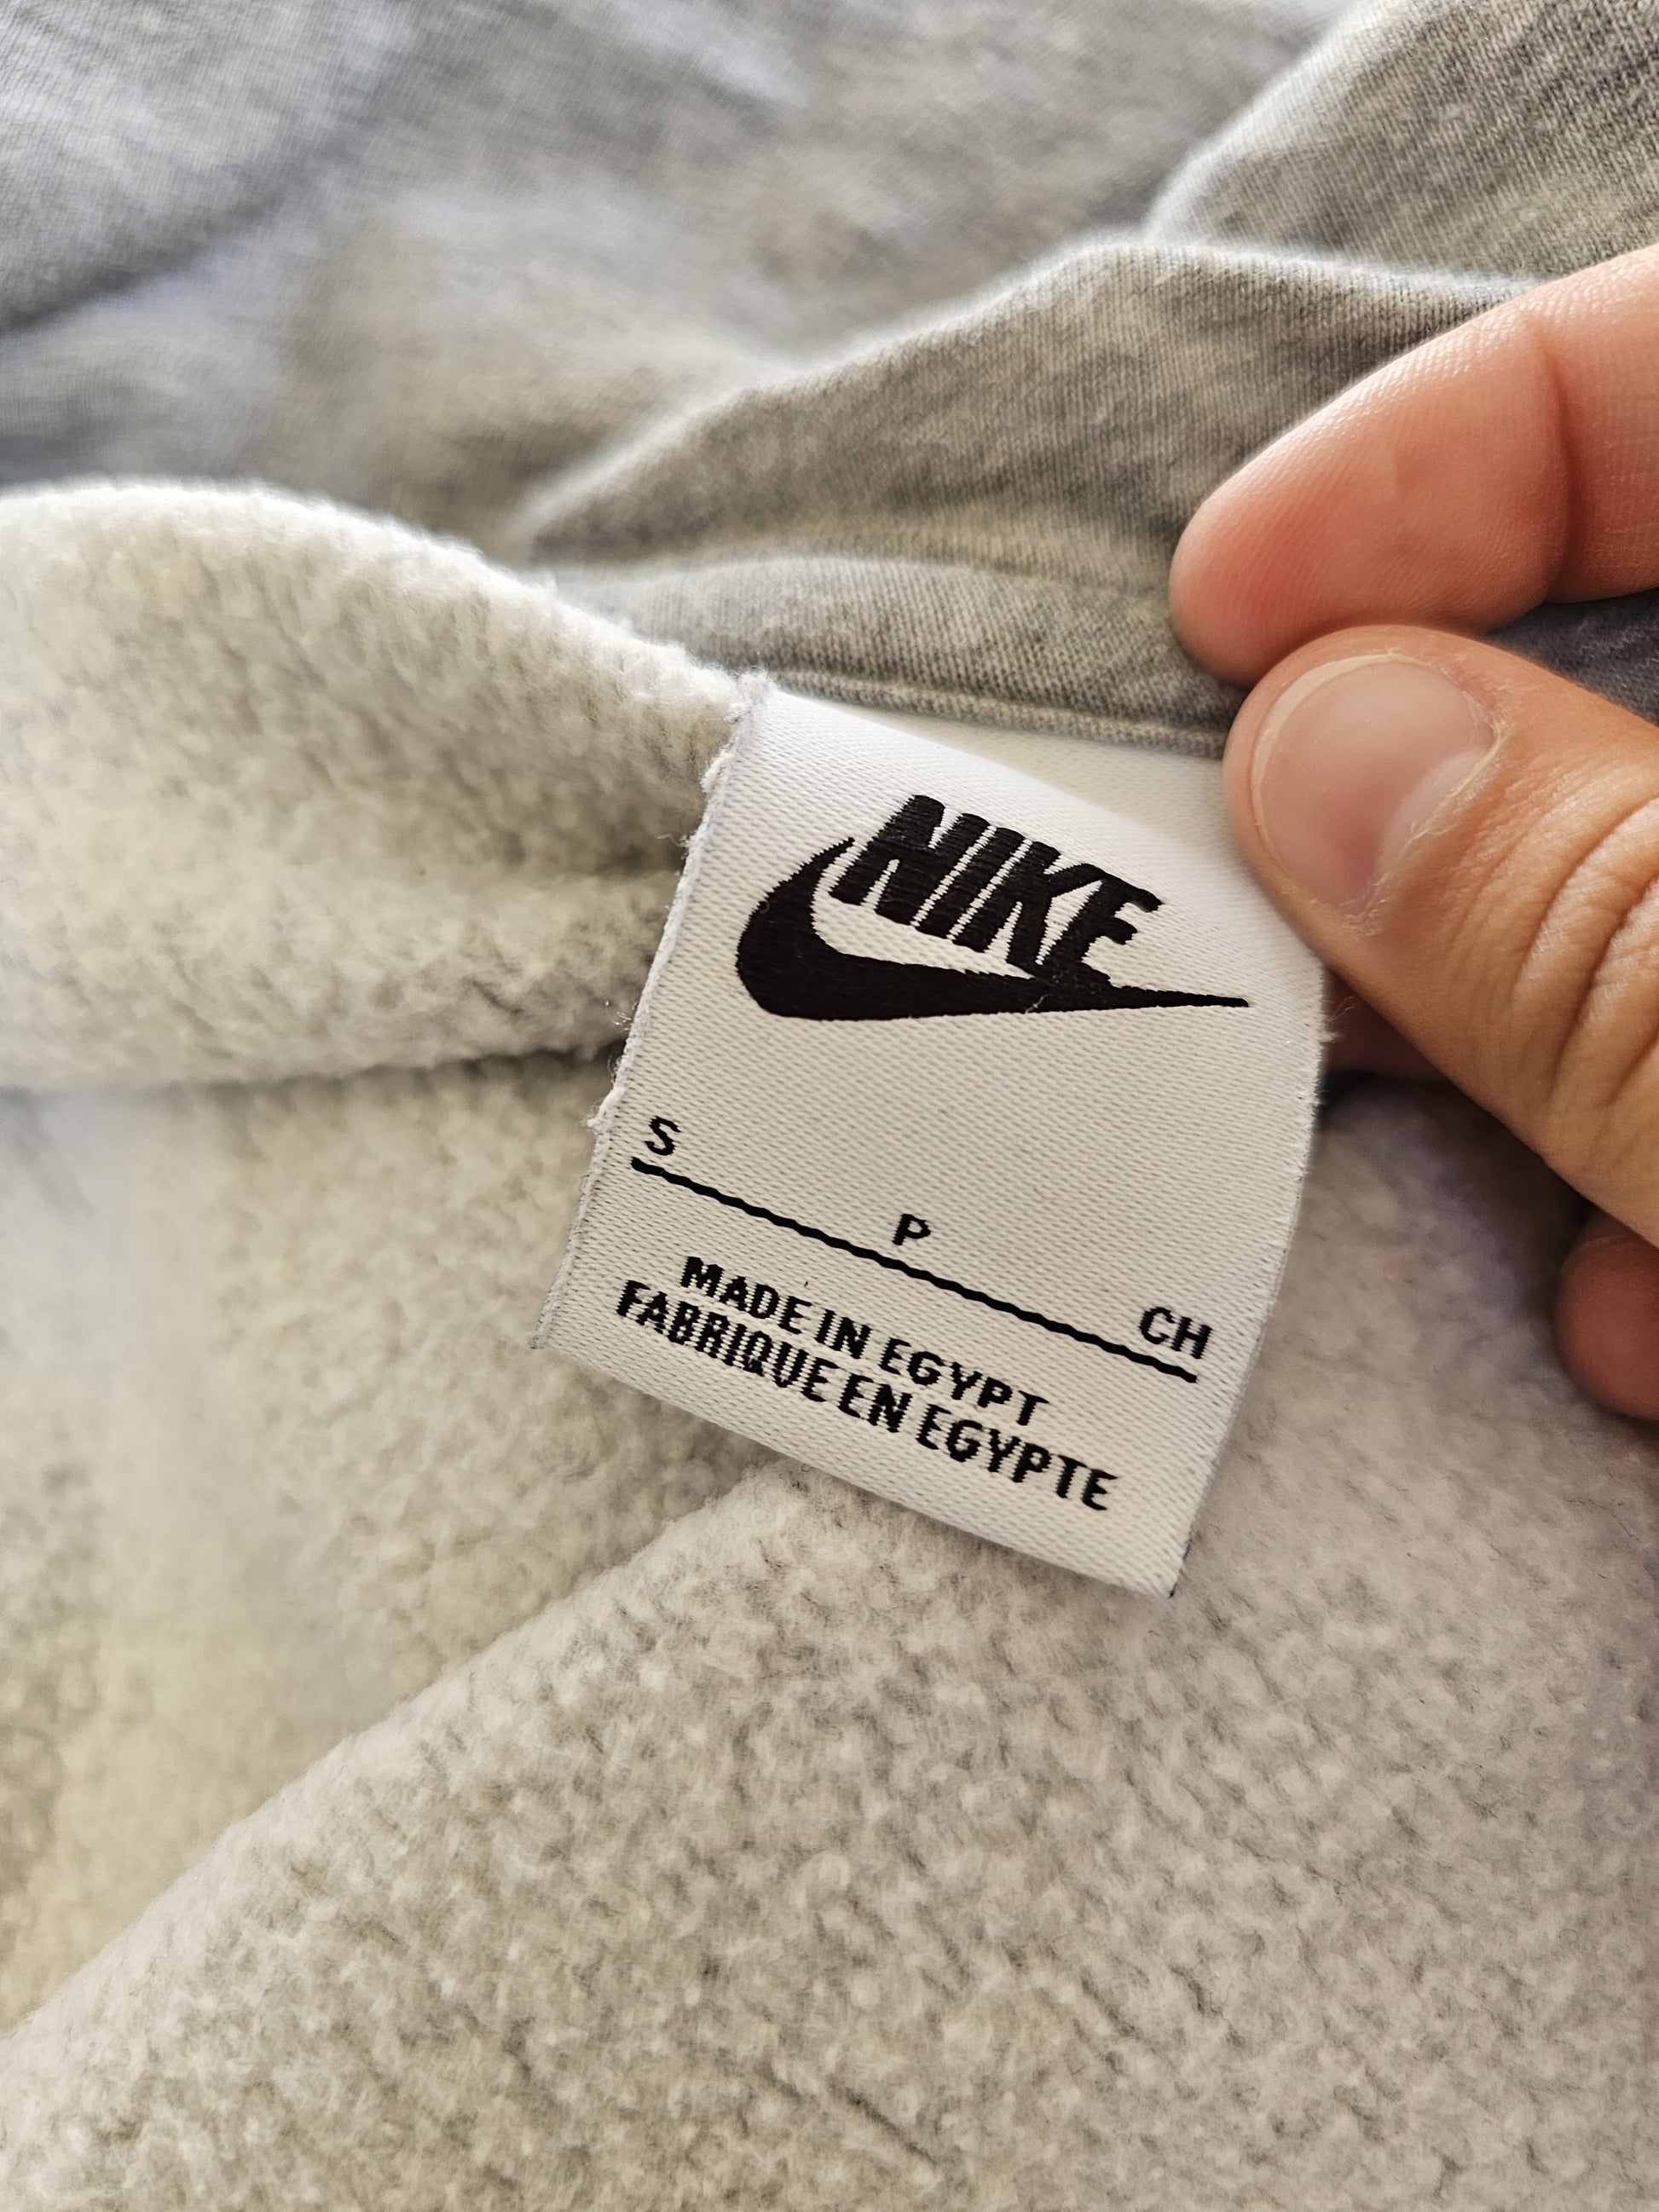 NIKE
S
P
CH
MADE IN EGYPT
FABRIQUE EN EGYPTE